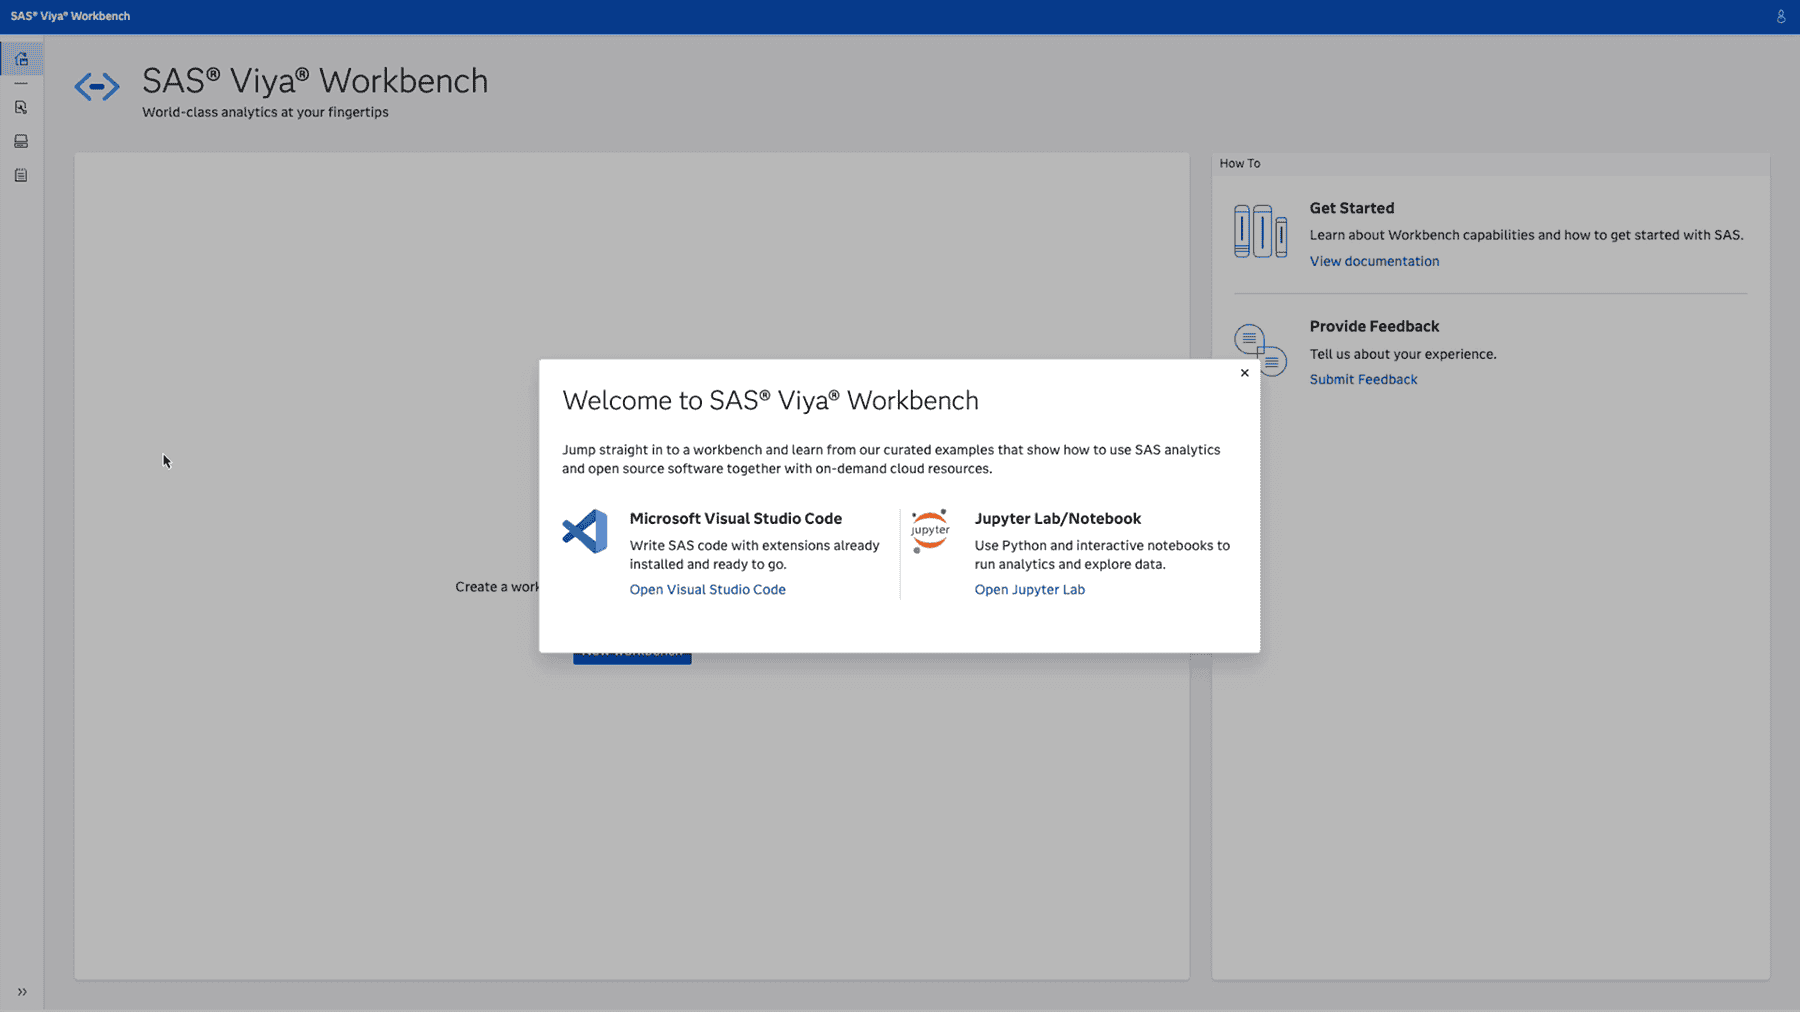 SAS® Viya® Workbench
SAS® Viya® Workbench
World-class analytics at your fingertips
How To
Get Started
Learn about Workbench capabilities and how to get started with SAS.
View documentation
Provide Feedback
Tell us about your experience.
Submit Feedback
Create a work
Welcome to SAS® Viya® Workbench
Jump straight in to a workbench and learn from our curated examples that show how to use SAS analytics
and open source software together with on-demand cloud resources.
Microsoft Visual Studio Code
Write SAS code with extensions already
installed and ready to go.
Open Visual Studio Code
jupyter
Jupyter Lab/Notebook
Use Python and interactive notebooks to
run analytics and explore data.
Open Jupyter Lab